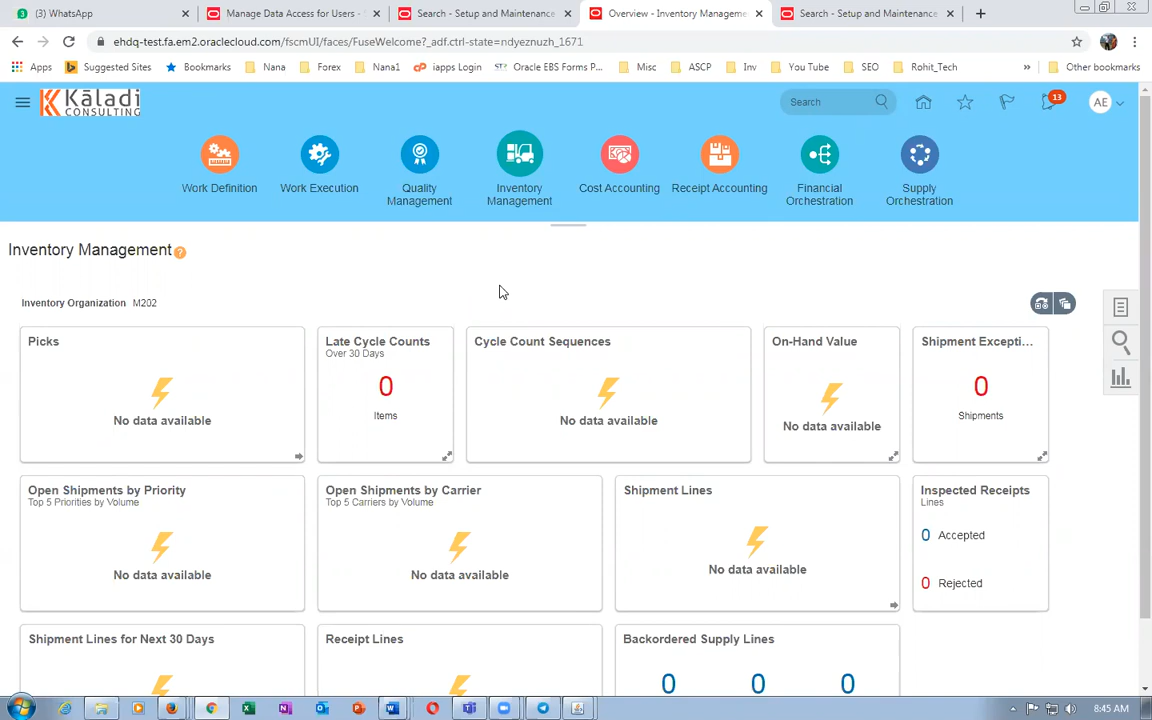 (3) WhatsApp
Manage Data Access for Users -
Search - Setup and Maintenance
Overview - Inventory Manageme
Search - Setup and Maintenance
ehdq-test.fa.em2.oraclecloud.com/fscmUI/faces/FuseWelcome?_adf.ctrl-state=ndyeznuzh_1671
Apps
Suggested Sites
Bookmarks
Nana
Forex
Nana1
iapps Login
Oracle EBS Forms P...
Misc
ASCP
Inv
You Tube
SEO
Rohit_Tech
»
Other bookmarks
Kāladi
CONSULTING
Search
13
AE
Work Definition
Work Execution
Quality
Management
Inventory
Management
Cost Accounting
Receipt Accounting
Financial
Orchestration
Supply
Orchestration
Inventory Management
?
Inventory Organization M202
Picks
No data available
Late Cycle Counts
Over 30 Days
0
Items
Cycle Count Sequences
No data available
On-Hand Value
No data available
Shipment Excepti...
0
Shipments
Open Shipments by Priority
Top 5 Priorities by Volume
No data available
Open Shipments by Carrier
Top 5 Carriers by Volume
No data available
Shipment Lines
No data available
Inspected Receipts
Lines
0 Accepted
0 Rejected
Shipment Lines for Next 30 Days
Receipt Lines
Backordered Supply Lines
0 0 0
8:45 AM